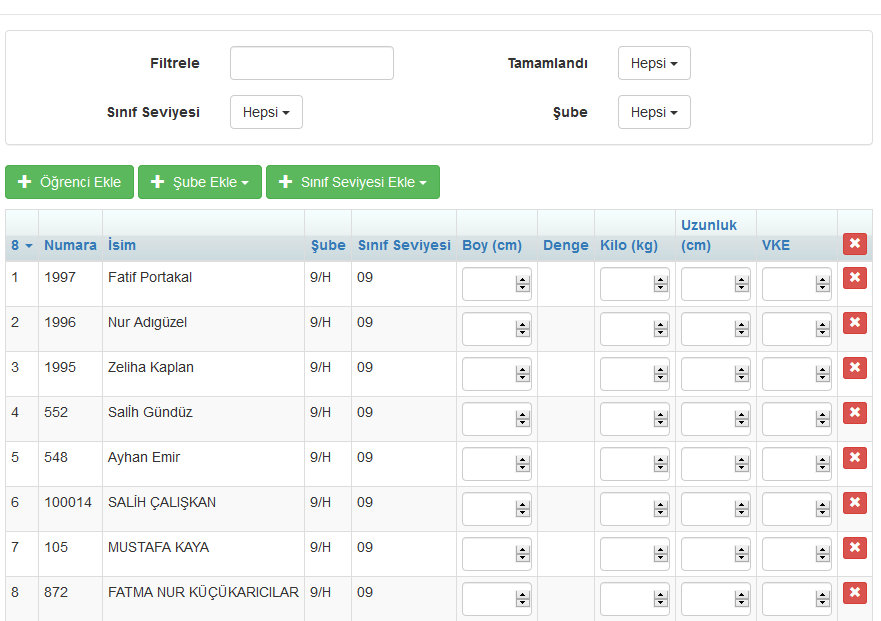 Filtrele Tamamlandı Hepsi
Sınıf Seviyesi Hepsi Şube Hepsi
Öğrenci Ekle Şube Ekle Sınıf Seviyesi Ekle
8 Numara İsim Şube Sınıf Seviyesi Boy (cm) Denge Kilo (kg) Uzunluk (cm) VKE
1 1997 Fatif Portakal 9/H 09
2 1996 Nur Adıgüzel 9/H 09
3 1995 Zeliha Kaplan 9/H 09
4 552 Salİh Gündüz 9/H 09
5 548 Ayhan Emir 9/H 09
6 100014 SALİH ÇALIŞKAN 9/H 09
7 105 MUSTAFA KAYA 9/H 09
8 872 FATMA NUR KÜÇÜKARICILAR 9/H 09